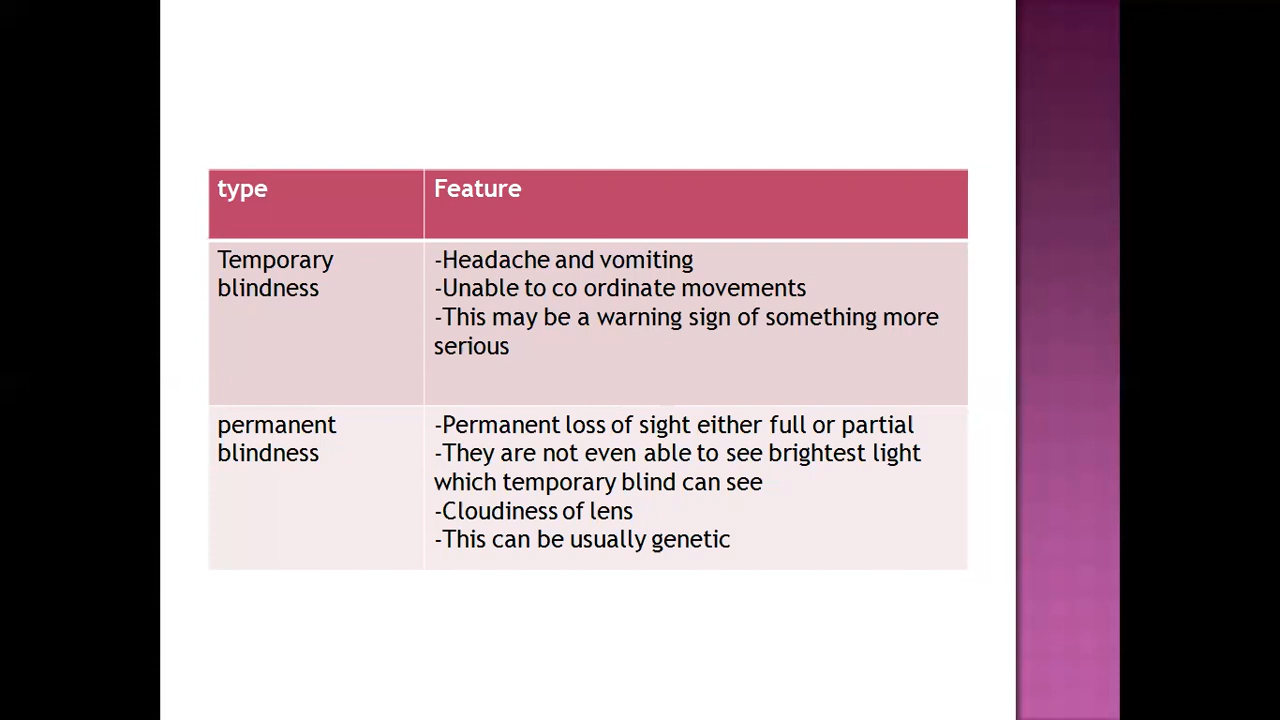 type
Feature
Temporary
blindness
-Headache and vomiting
-Unable to co ordinate movements
-This may be a warning sign of something more
serious
permanent
blindness
-Permanent loss of sight either full or partial
-They are not even able to see brightest light
which temporary blind can see
-Cloudiness of lens
-This can be usually genetic